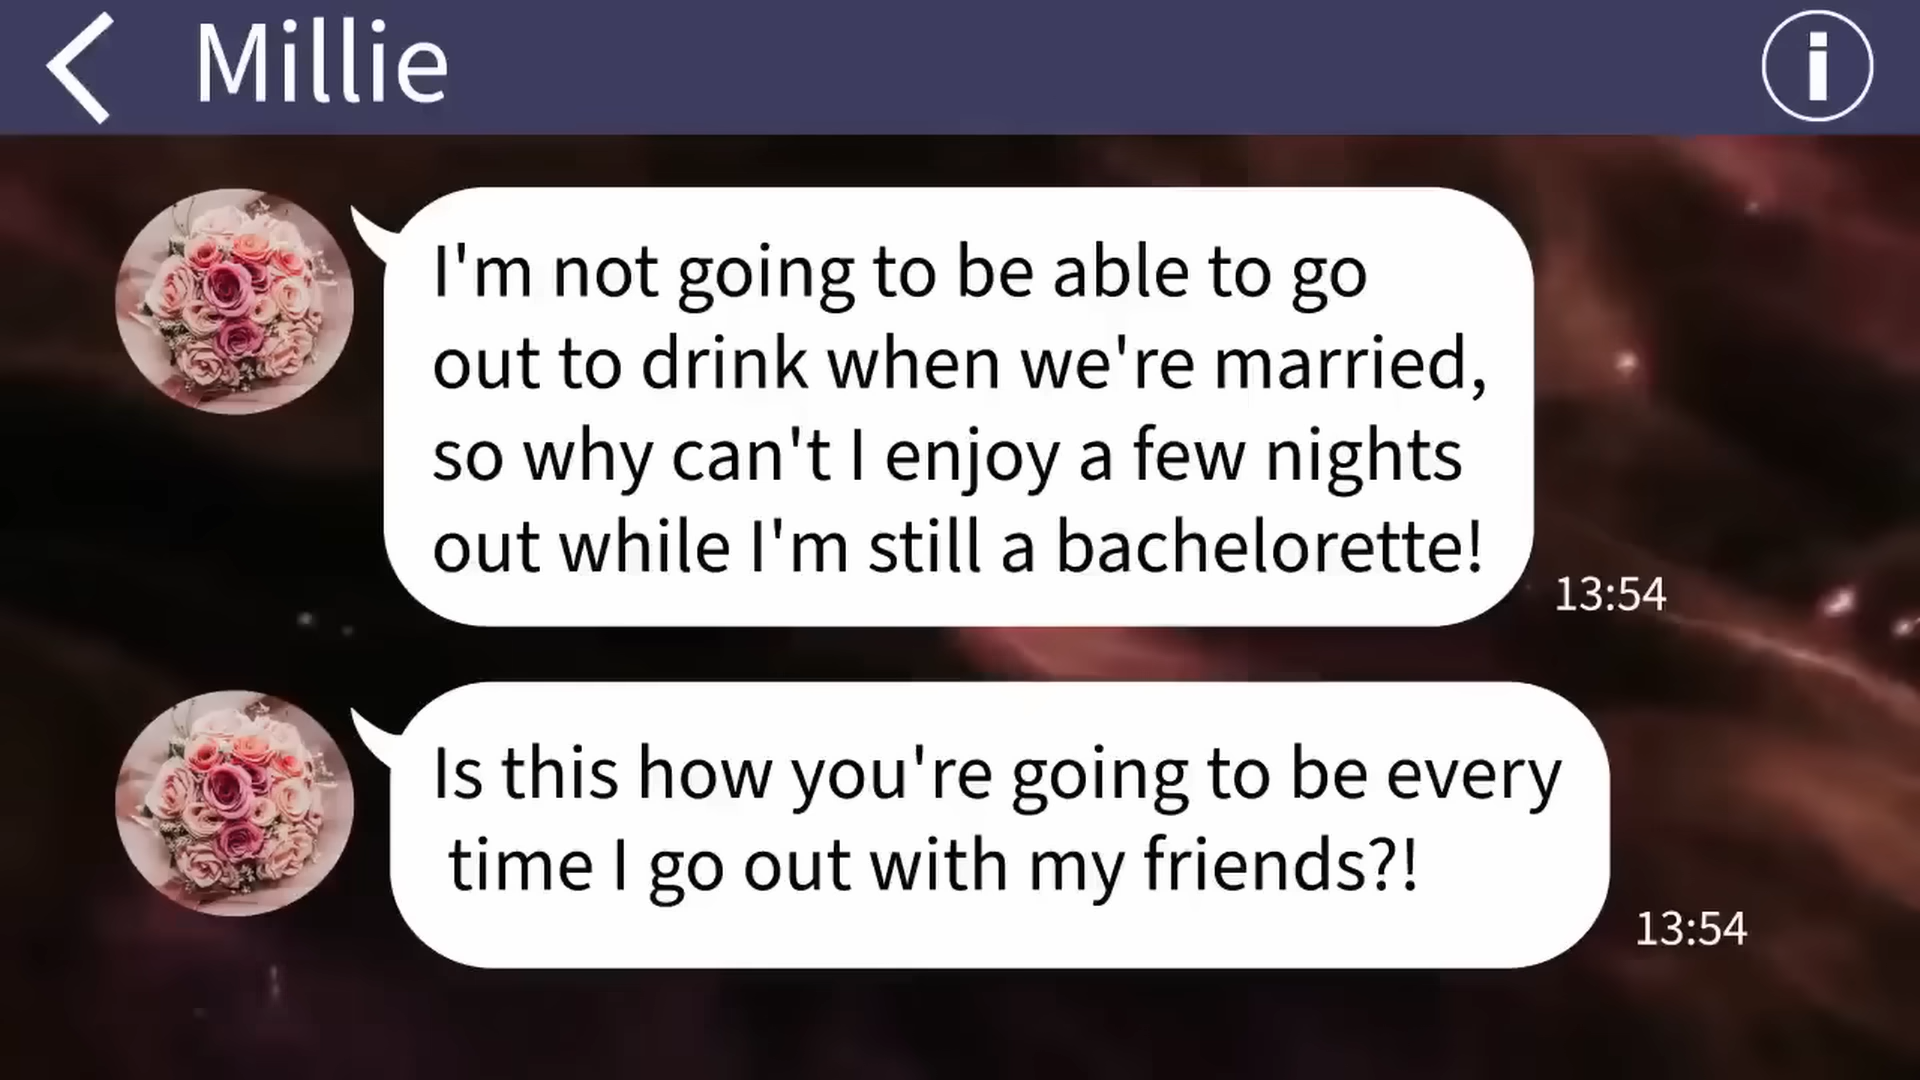 Millie
i
I'm not going to be able to go
out to drink when we're married,
so why can't I enjoy a few nights
out while I'm still a bachelorette!
13:54
Is this how you're going to be every
time I go out with my friends?!
13:54